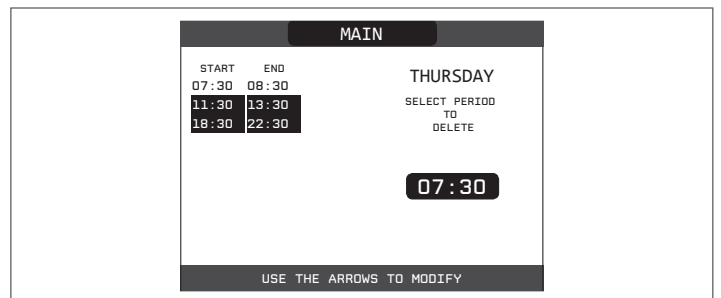 MAIN
START END
07:30 08:30
11:30 13:30
18:30 22:30
THURSDAY
SELECT PERIOD
TO
DELETE
07:30
USE THE ARROWS TO MODIFY